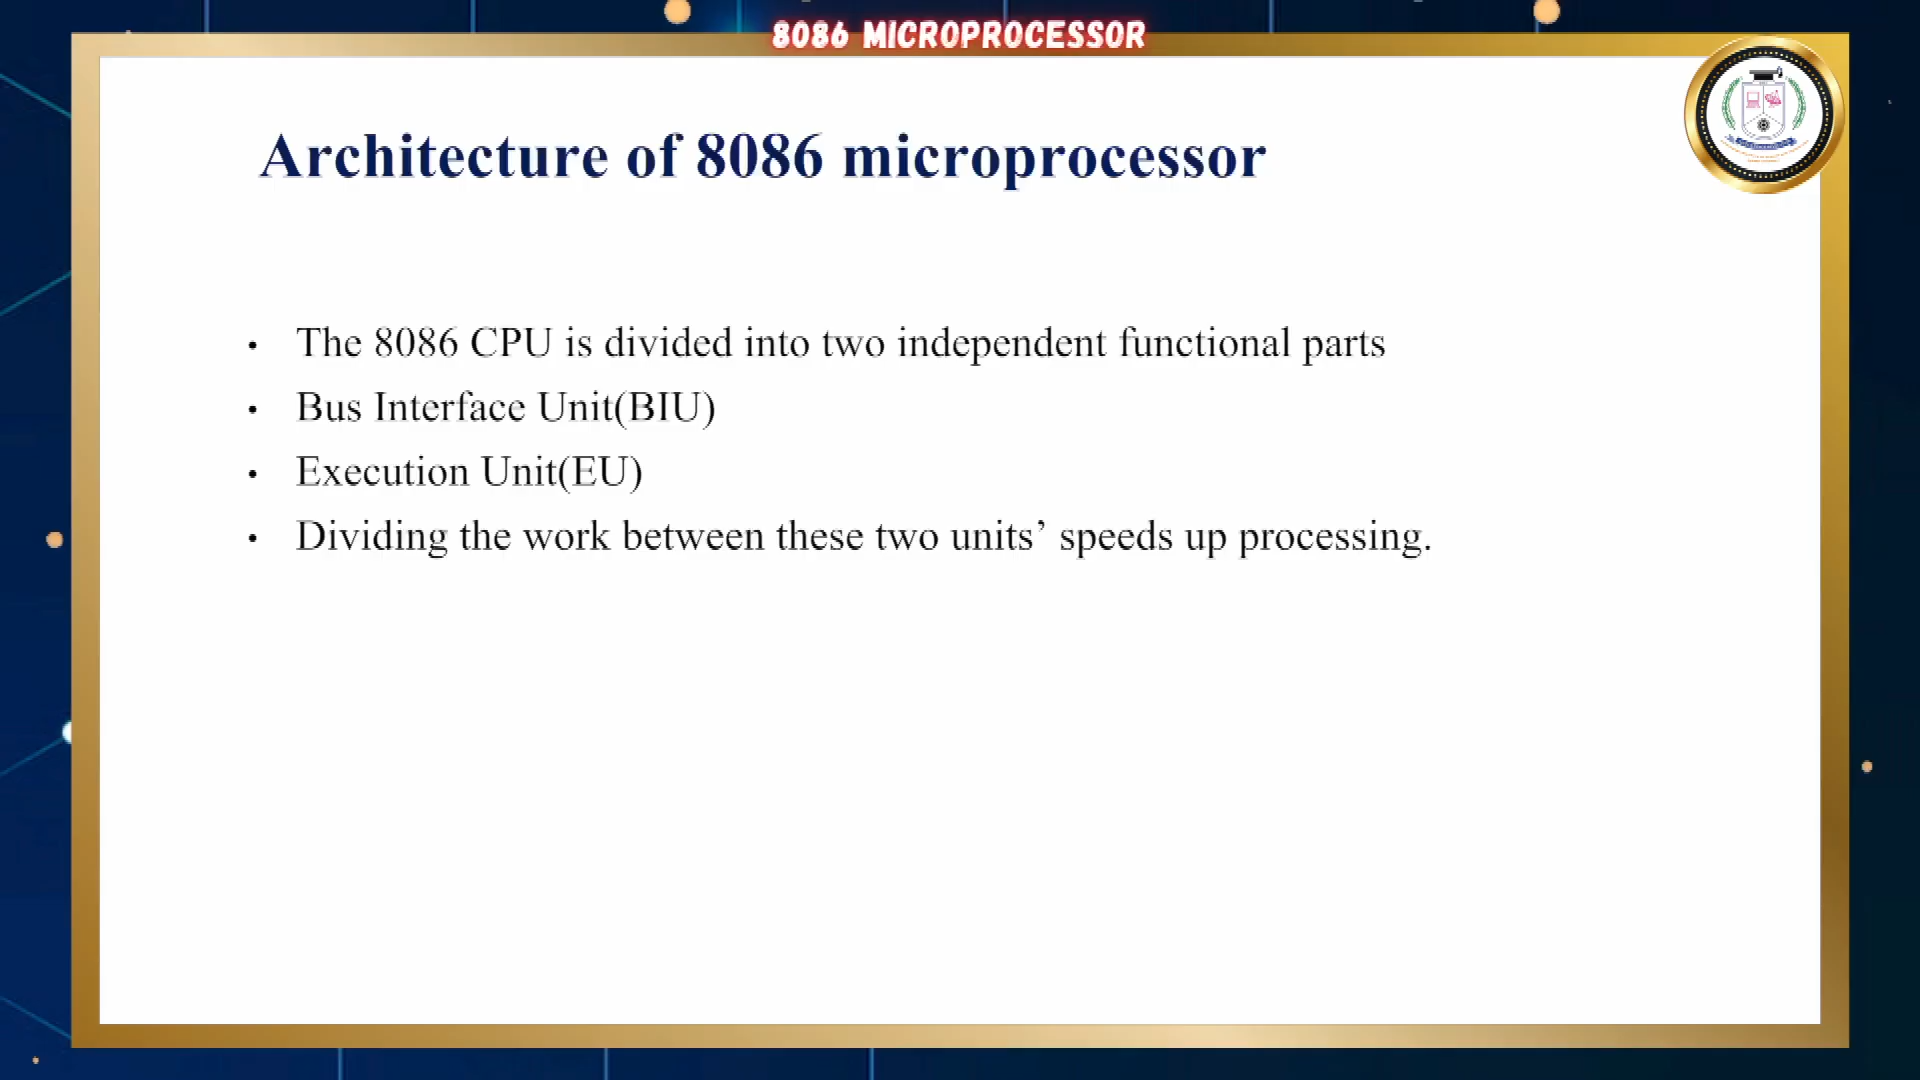 8086 MICROPROCESSOR
Architecture of 8086 microprocessor
• The 8086 CPU is divided into two independent functional parts
• Bus Interface Unit(BIU)
• Execution Unit(EU)
• Dividing the work between these two units’ speeds up processing.